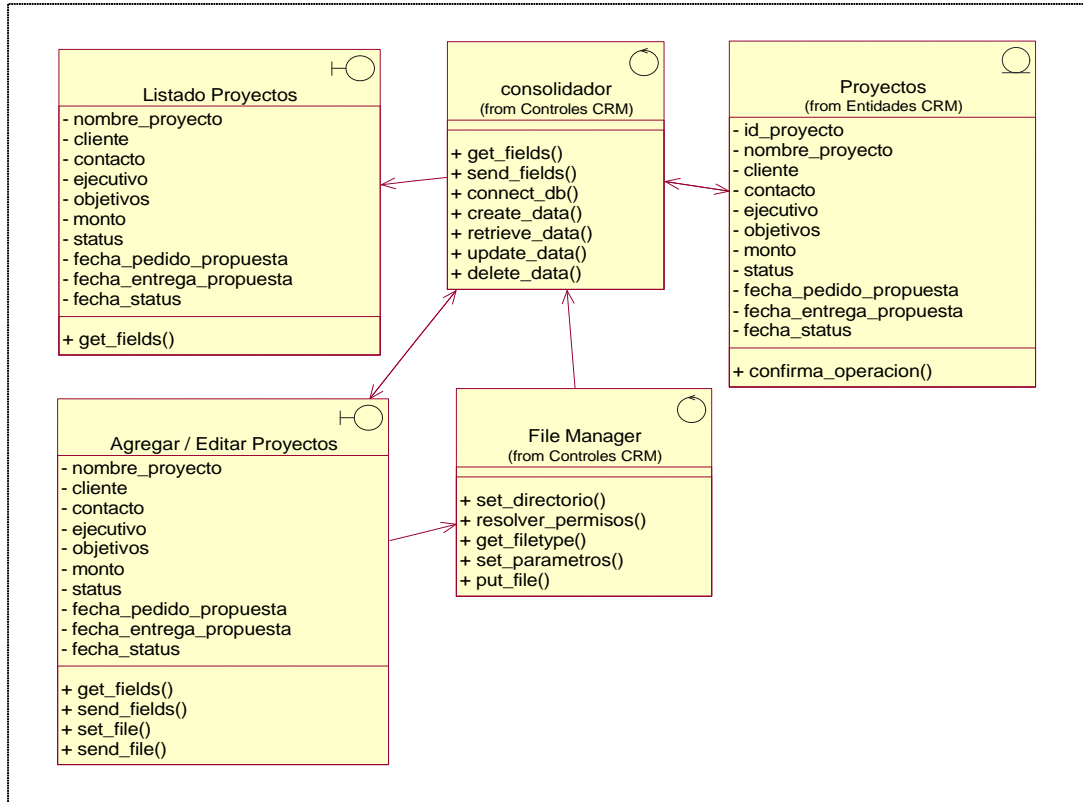 Listado Proyectos
- nombre_proyecto
- cliente
- contacto
- ejecutivo
- objetivos
- monto
- status
- fecha_pedido_propuesta
- fecha_entrega_propuesta
- fecha_status
+ get_fields()
consolidador
(from Controles CRM)
+ get_fields()
+ send_fields()
+ connect_db()
+ create_data()
+ retrieve_data()
+ update_data()
+ delete_data()
Proyectos
(from Entidades CRM)
- id_proyecto
- nombre_proyecto
- cliente
- contacto
- ejecutivo
- objetivos
- monto
- status
- fecha_pedido_propuesta
- fecha_entrega_propuesta
- fecha_status
+ confirma_operacion()
Agregar / Editar Proyectos
- nombre_proyecto
- cliente
- contacto
- ejecutivo
- objetivos
- monto
- status
- fecha_pedido_propuesta
- fecha_entrega_propuesta
- fecha_status
+ get_fields()
+ send_fields()
+ set_file()
+ send_file()
File Manager
(from Controles CRM)
+ set_directorio()
+ resolver_permisos()
+ get_filetype()
+ set_parametros()
+ put_file()